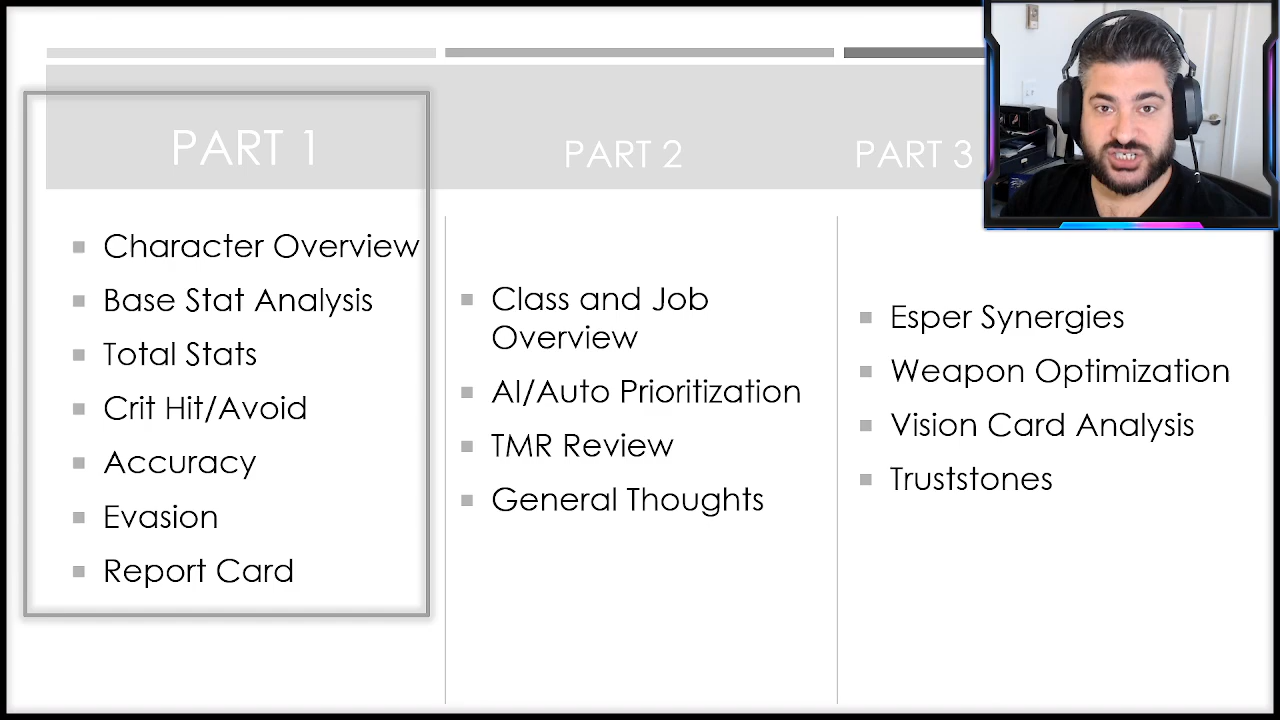 PART 1
Character Overview
Base Stat Analysis
Total Stats
Crit Hit/Avoid
Accuracy
Evasion
Report Card
PART 2
Class and Job
Overview
AI/Auto Prioritization
TMR Review
General Thoughts
PART 3
Esper Synergies
Weapon Optimization
Vision Card Analysis
Truststones